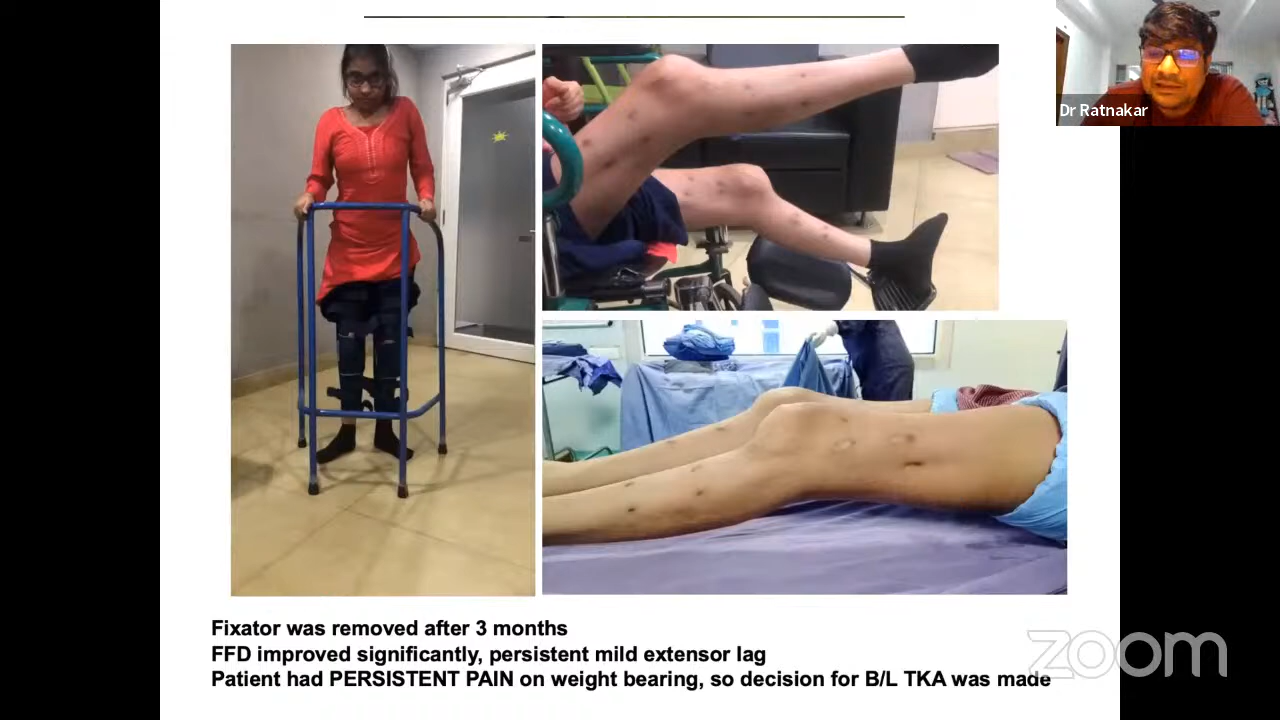 Dr Ratnakar
Fixator was removed after 3 months
FFD improved significantly, persistent mild extensor lag
Patient had PERSISTENT PAIN on weight bearing, so decision for B/L TKA was made
zoom